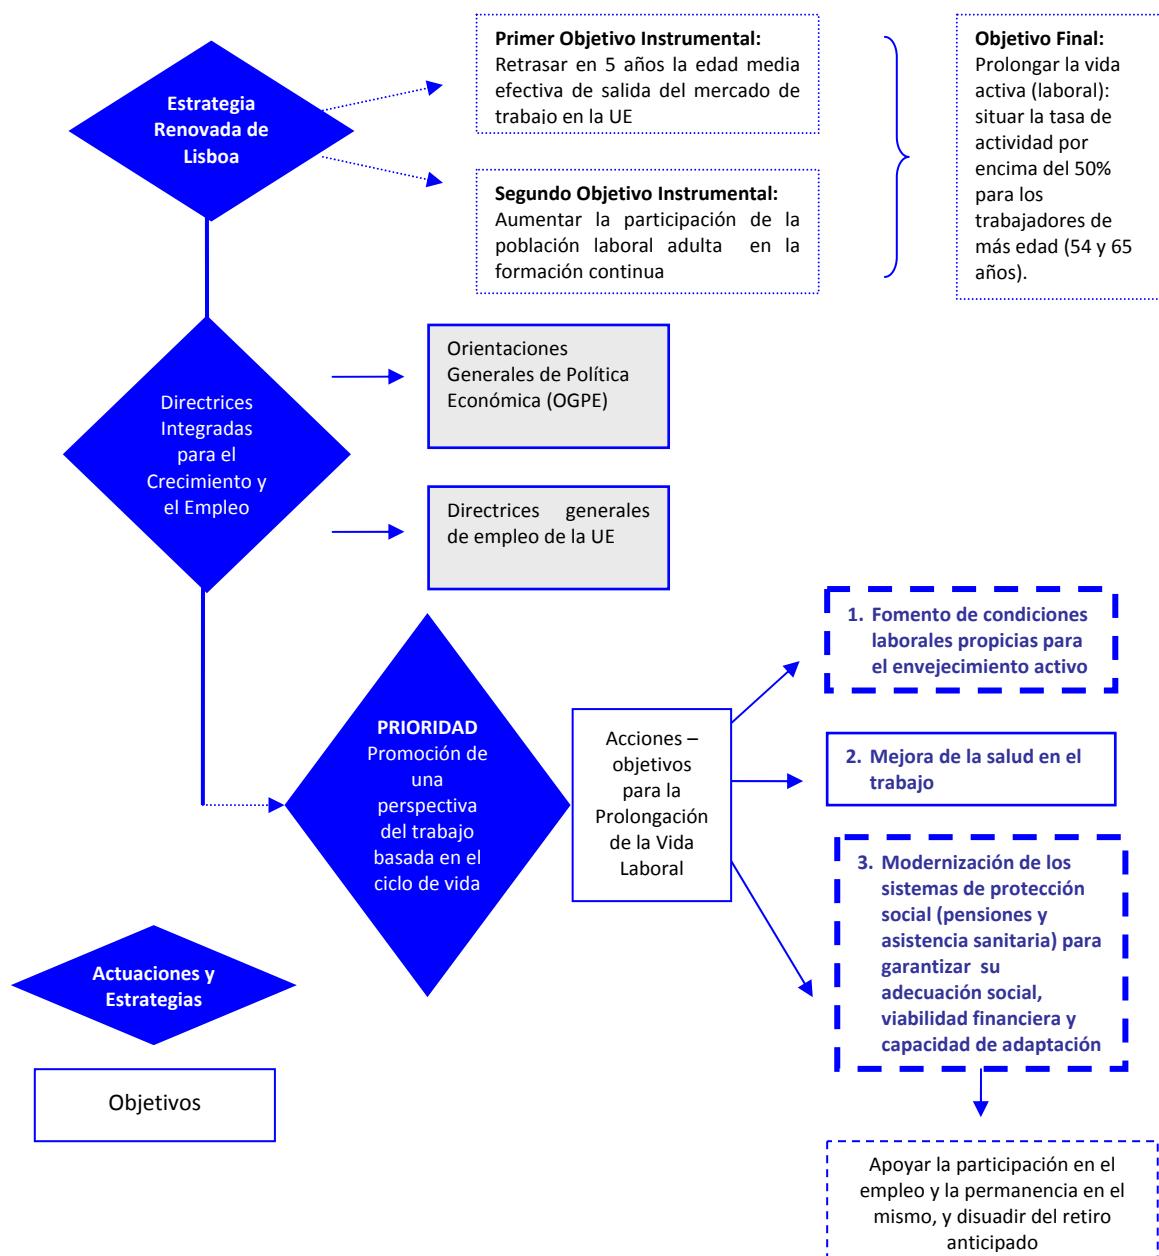 Estrategia
Renovada de
Lisboa
Primer Objetivo Instrumental:
Retrasar en 5 años la edad media
efectiva de salida del mercado de
trabajo en la UE
Segundo Objetivo Instrumental:
Aumentar la participación de la
población laboral adulta en la
formación continua
Objetivo Final:
Prolongar la vida
activa (laboral):
situar la tasa de
actividad por
encima del 50%
para los
trabajadores de
más edad (54 y 65
años).
Directrices
Integradas
para el
Crecimiento y
el Empleo
Orientaciones
Generales de Política
Económica (OGPE)
Directrices generales
de empleo de la UE
PRIORIDAD
Promoción de
una
perspectiva
del trabajo
basada en el
ciclo de vida
Acciones –
objetivos
para la
Prolongación
de la Vida
Laboral
1. Fomento de condiciones
laborales propicias para
el envejecimiento activo
2. Mejora de la salud en el
trabajo
3. Modernización de los
sistemas de protección
social (pensiones y
asistencia sanitaria) para
garantizar su
adecuación social,
viabilidad financiera y
capacidad de adaptación
Apoyar la participación en el
empleo y la permanencia en el
mismo, y disuadir del retiro
anticipado
Actuaciones y
Estrategias
Objetivos